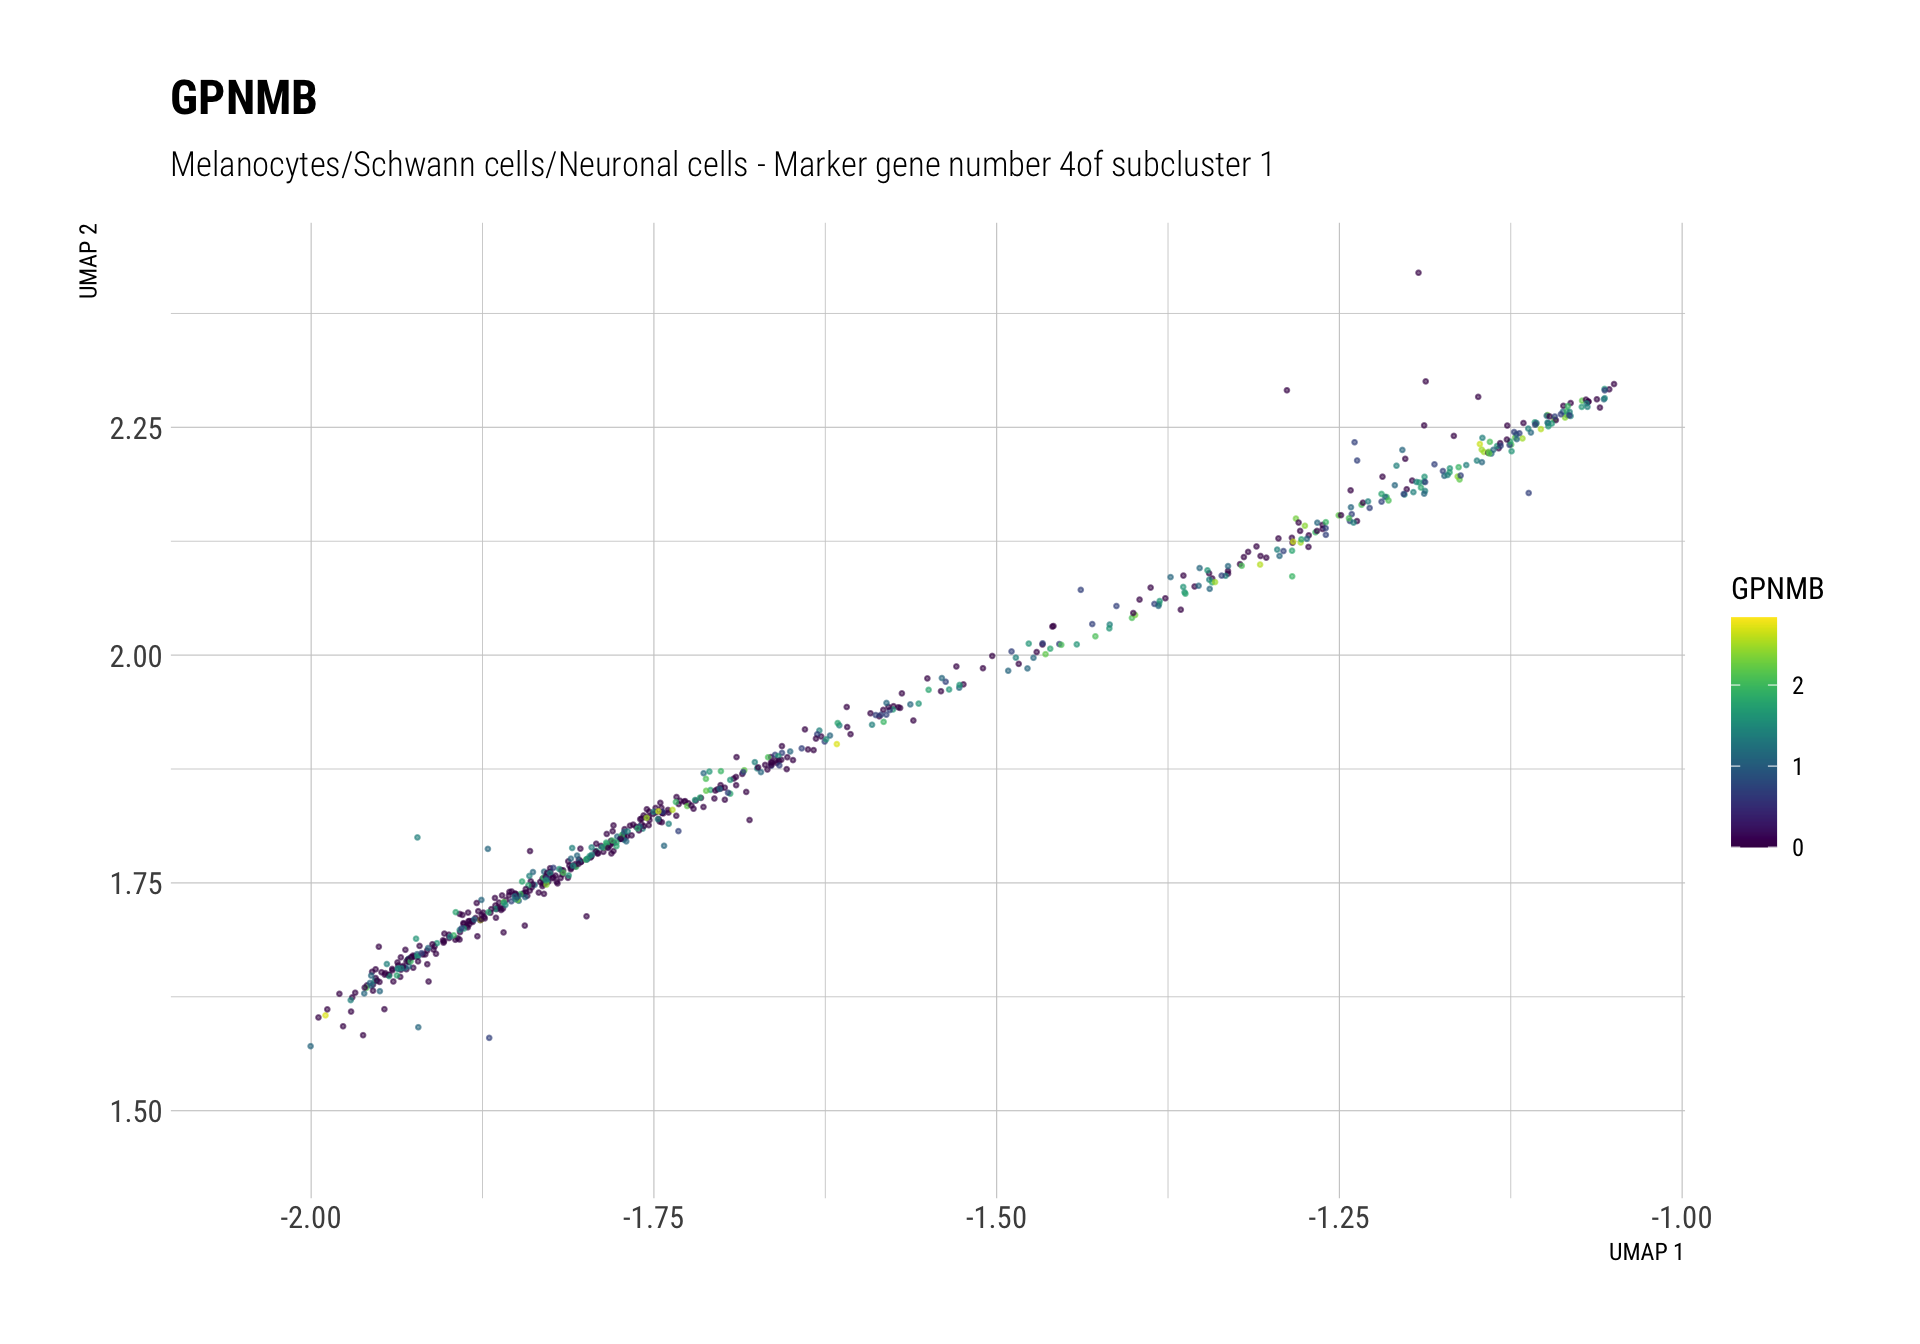 GPNMB
Melanocytes/Schwann cells/Neuronal cells - Marker gene number 4of subcluster 1
UMAP 2
2.25
2.00
1.75
1.50
-2.00
-1.75
-1.50
-1.25
-1.00
UMAP 1
GPNMB
2
1
0